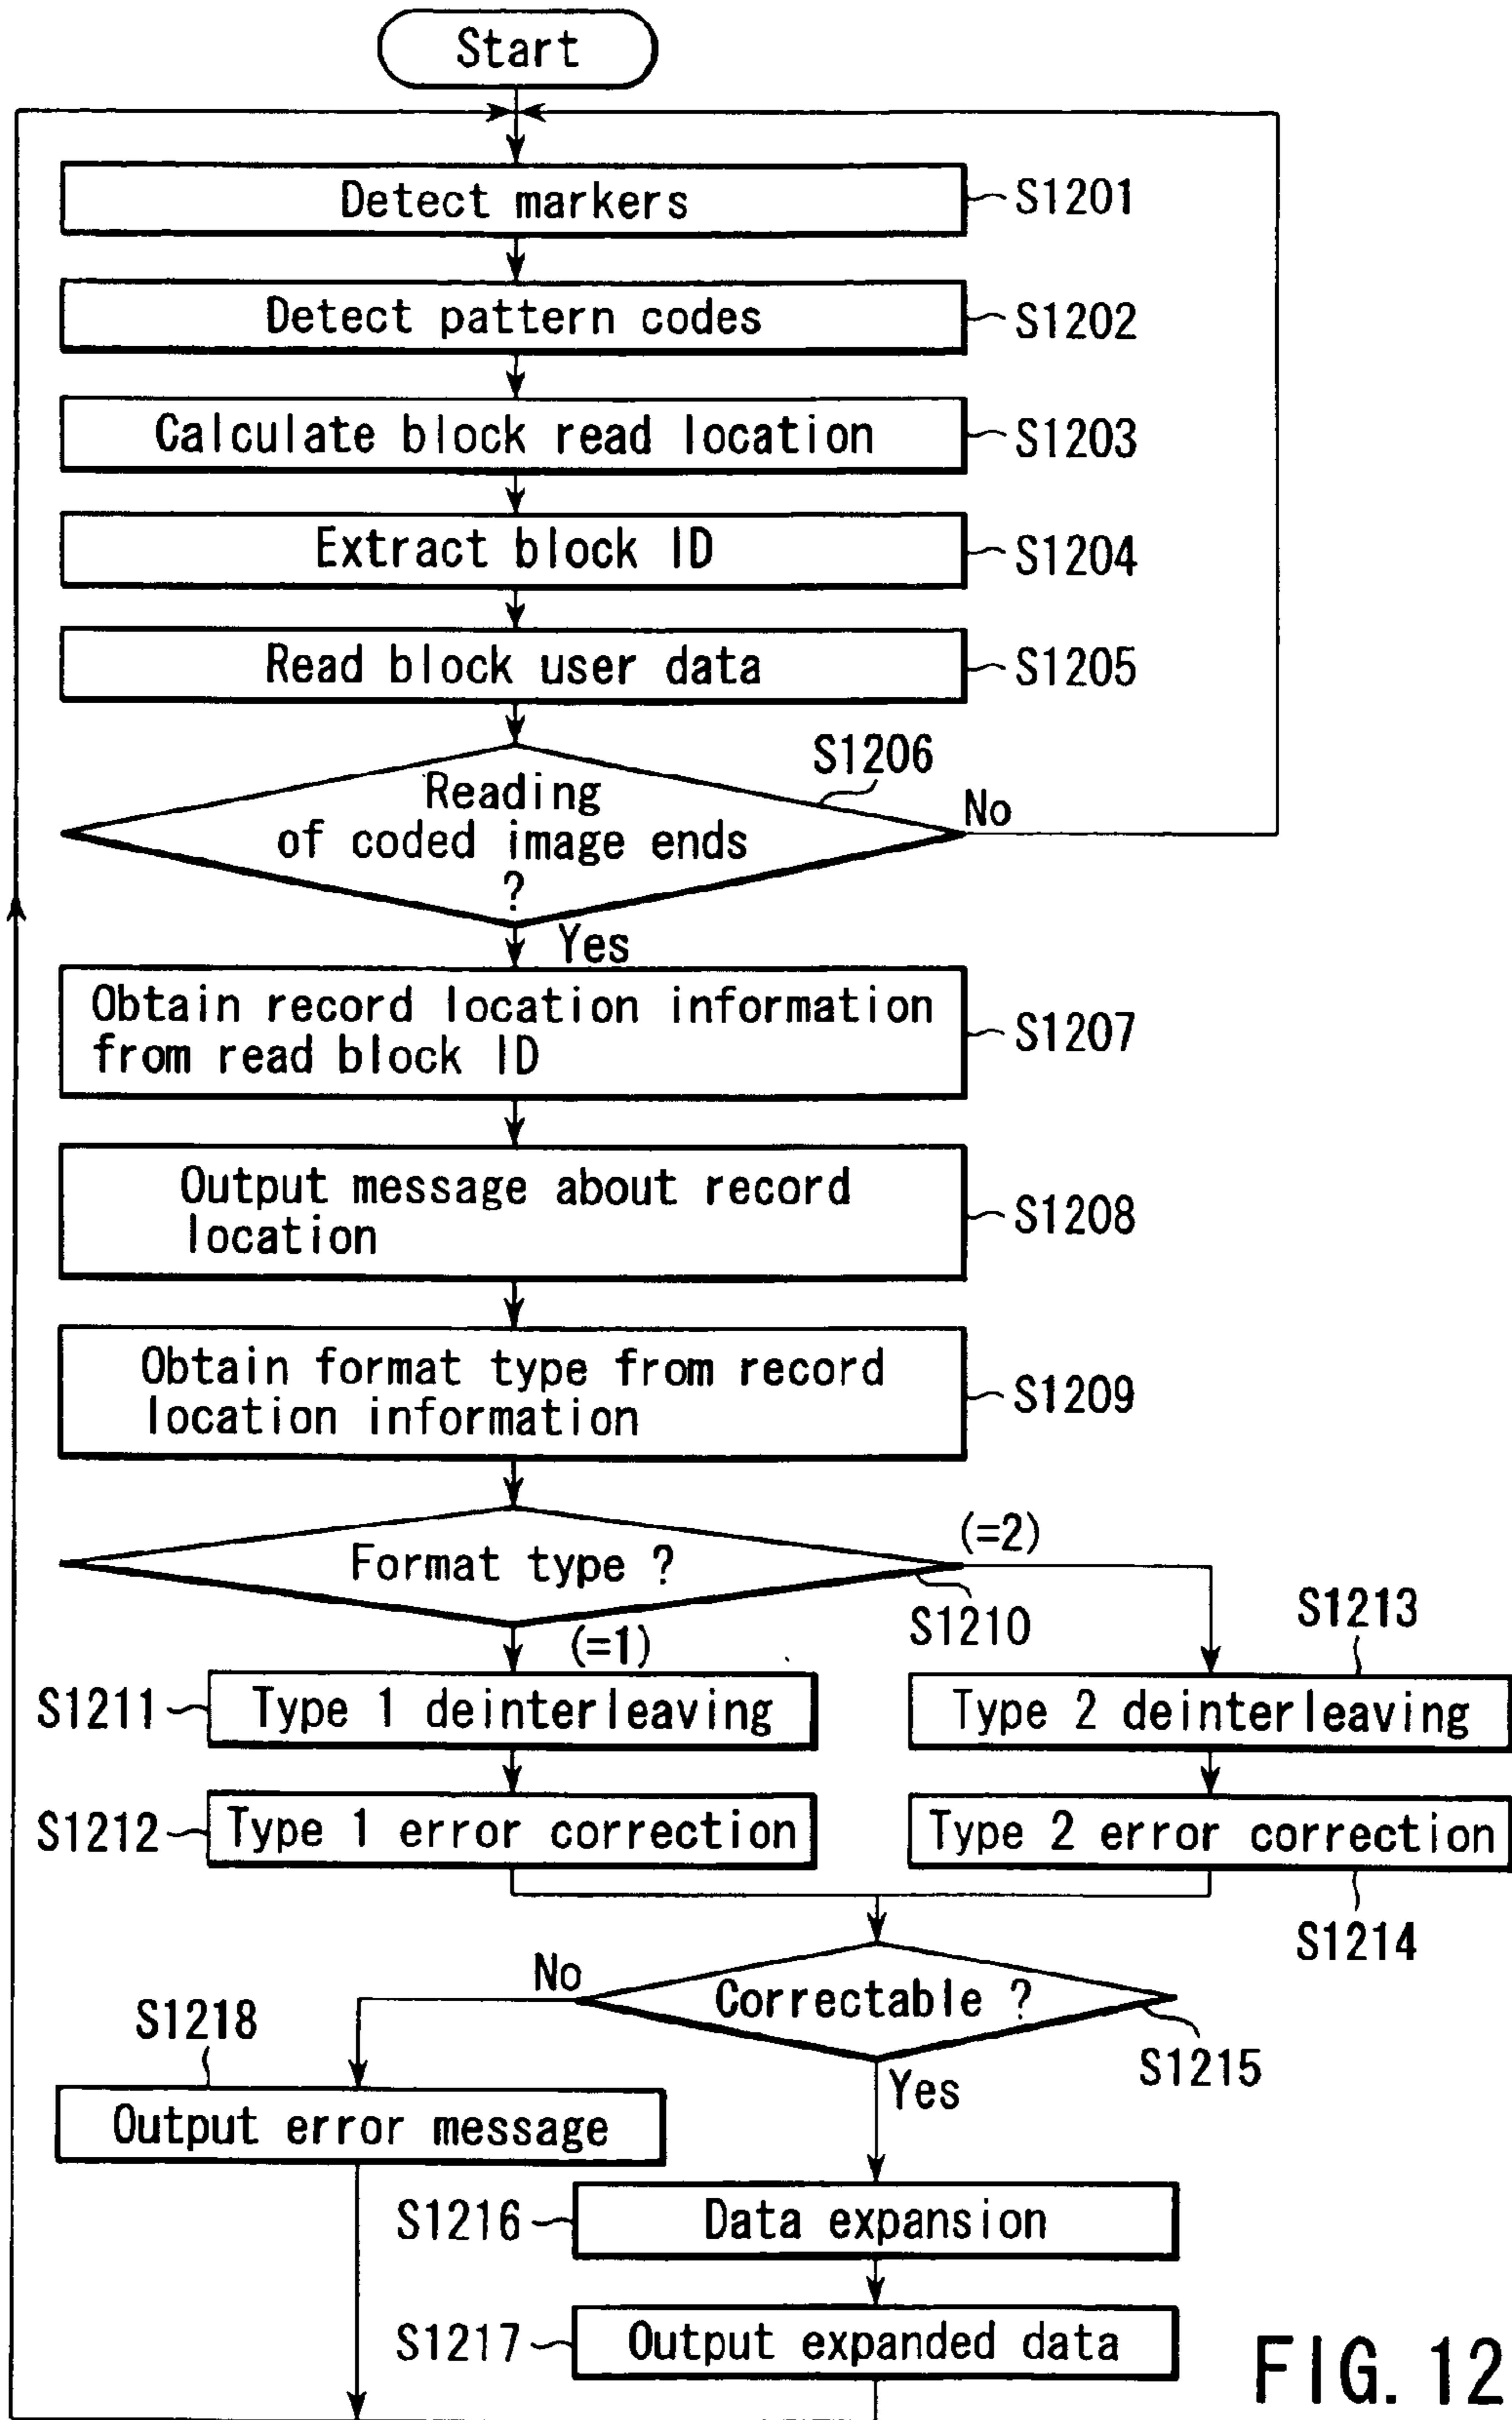 Start
Detect markers
S1201
Detect pattern codes
S1202
Calculate block read location
S1203
Extract block ID
S1204
Read block user data
S1205
S1206
Reading
of coded image ends
?
No
Yes
Obtain record location information
from read block ID
S1207
Output message about record
location
S1208
Obtain format type from record
location information
S1209
Format type ?
(=2)
S1210
(=1)
S1213
S1211
Type 1 deinterleaving
Type 2 deinterleaving
S1212
Type 1 error correction
Type 2 error correction
S1214
No
Correctable ?
S1215
S1218
Yes
Output error message
S1216
Data expansion
S1217
Output expanded data
FIG. 12